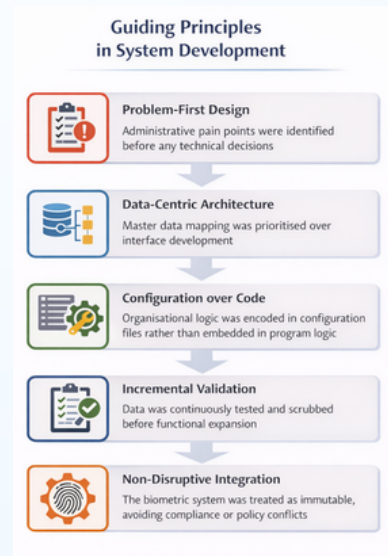 Guiding Principles
in System Development
Problem-First Design
Administrative pain points were identified
before any technical decisions
Data-Centric Architecture
Master data mapping was prioritised over
interface development
Configuration over Code
Organisational logic was encoded in configuration
files rather than embedded in program logic
Incremental Validation
Data was continuously tested and scrubbed
before functional expansion
Non-Disruptive Integration
The biometric system was treated as immutable,
avoiding compliance or policy conflicts